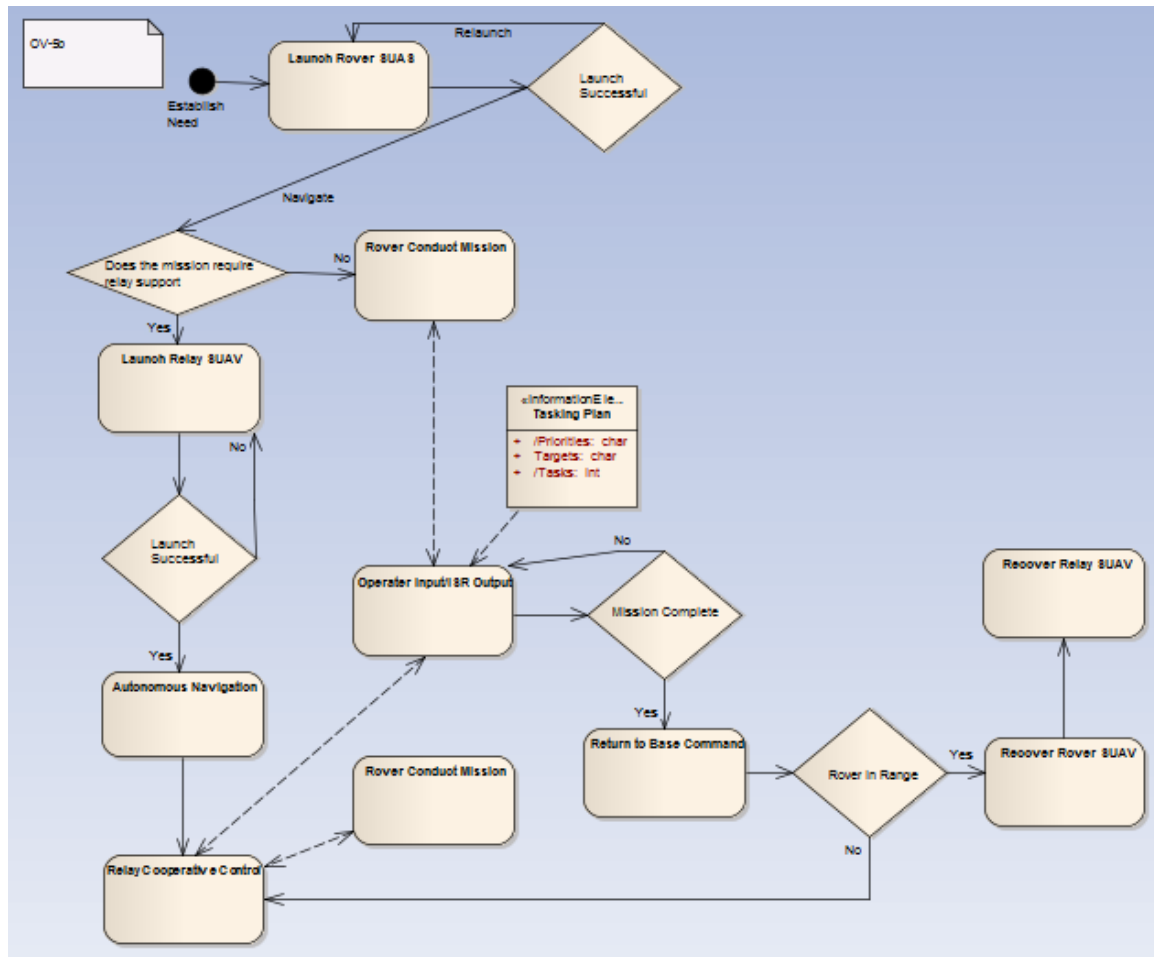 OV-5b
Relaunch
Launch Rover SUAS
Launch
Successful
Establish
Need
Navigate
Does the mission require
relay support
No
Rover Conduct Mission
Yes
Launch Relay SUAV
No
«InformationEle...
Tasking Plan
+ /Priorities: char
+ Targets: char
+ /Tasks: int
Launch
Successful
No
Operater Input/ISR Output
Mission Complete
Recover Relay SUAV
Yes
Autonomous Navigation
Yes
Return to Base Command
Rover in Range
Yes
Recover Rover SUAV
Rover Conduct Mission
No
Relay Cooperative Control